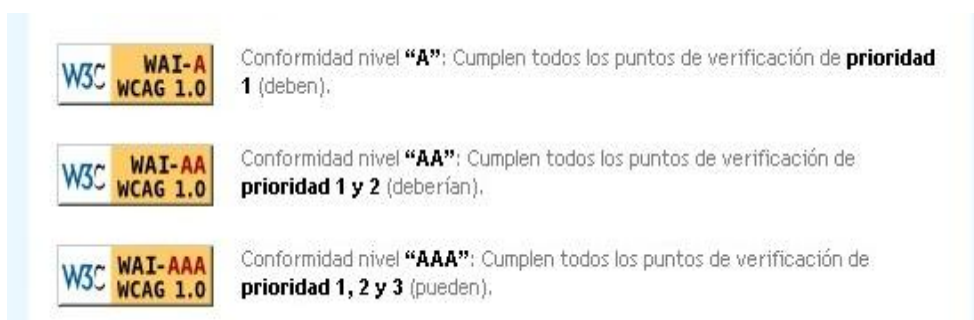 W3C WAI-A
WCAG 1.0
Conformidad nivel “A”: Cumplen todos los puntos de verificación de prioridad
1 (deben).
W3C WAI-AA
WCAG 1.0
Conformidad nivel “AA”: Cumplen todos los puntos de verificación de
prioridad 1 y 2 (deberían).
W3C WAI-AAA
WCAG 1.0
Conformidad nivel “AAA”: Cumplen todos los puntos de verificación de
prioridad 1, 2 y 3 (pueden).